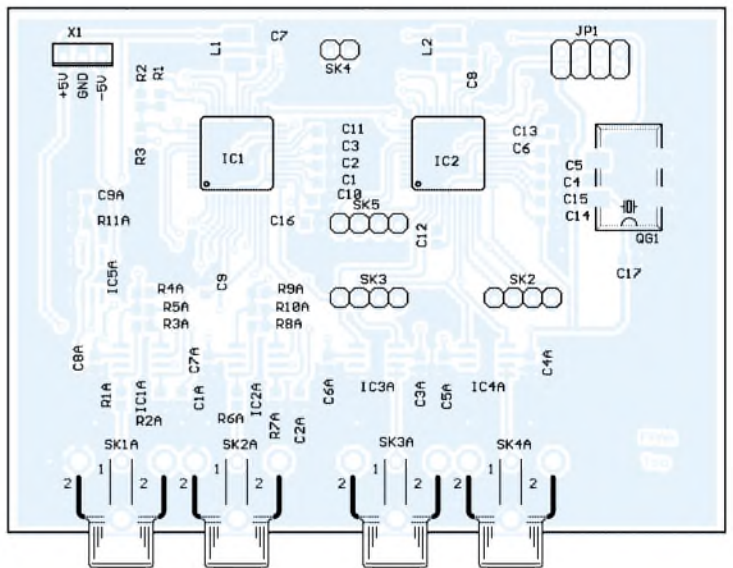 X1
+5V
GND
-5V
L1
C7
SK4
L2
C8
JP1
R2
R1
R3
IC1
C11
C3
C2
C1
C10
SK5
IC2
C13
C6
C5
C4
C15
C14
QG1
C17
C9A
R11A
C16
C12
IC5A
R4A
R5A
R3A
C9
R9A
R10A
R8A
SK3
SK2
C8A
R1A
IC1A
R2A
C7A
C1A
R6A
IC2A
R7A
C2A
C6A
IC3A
C3A
C5A
IC4A
C4A
SK1A
SK2A
SK3A
SK4A
1
2
2
1
2
2
1
2
2
1
2
2